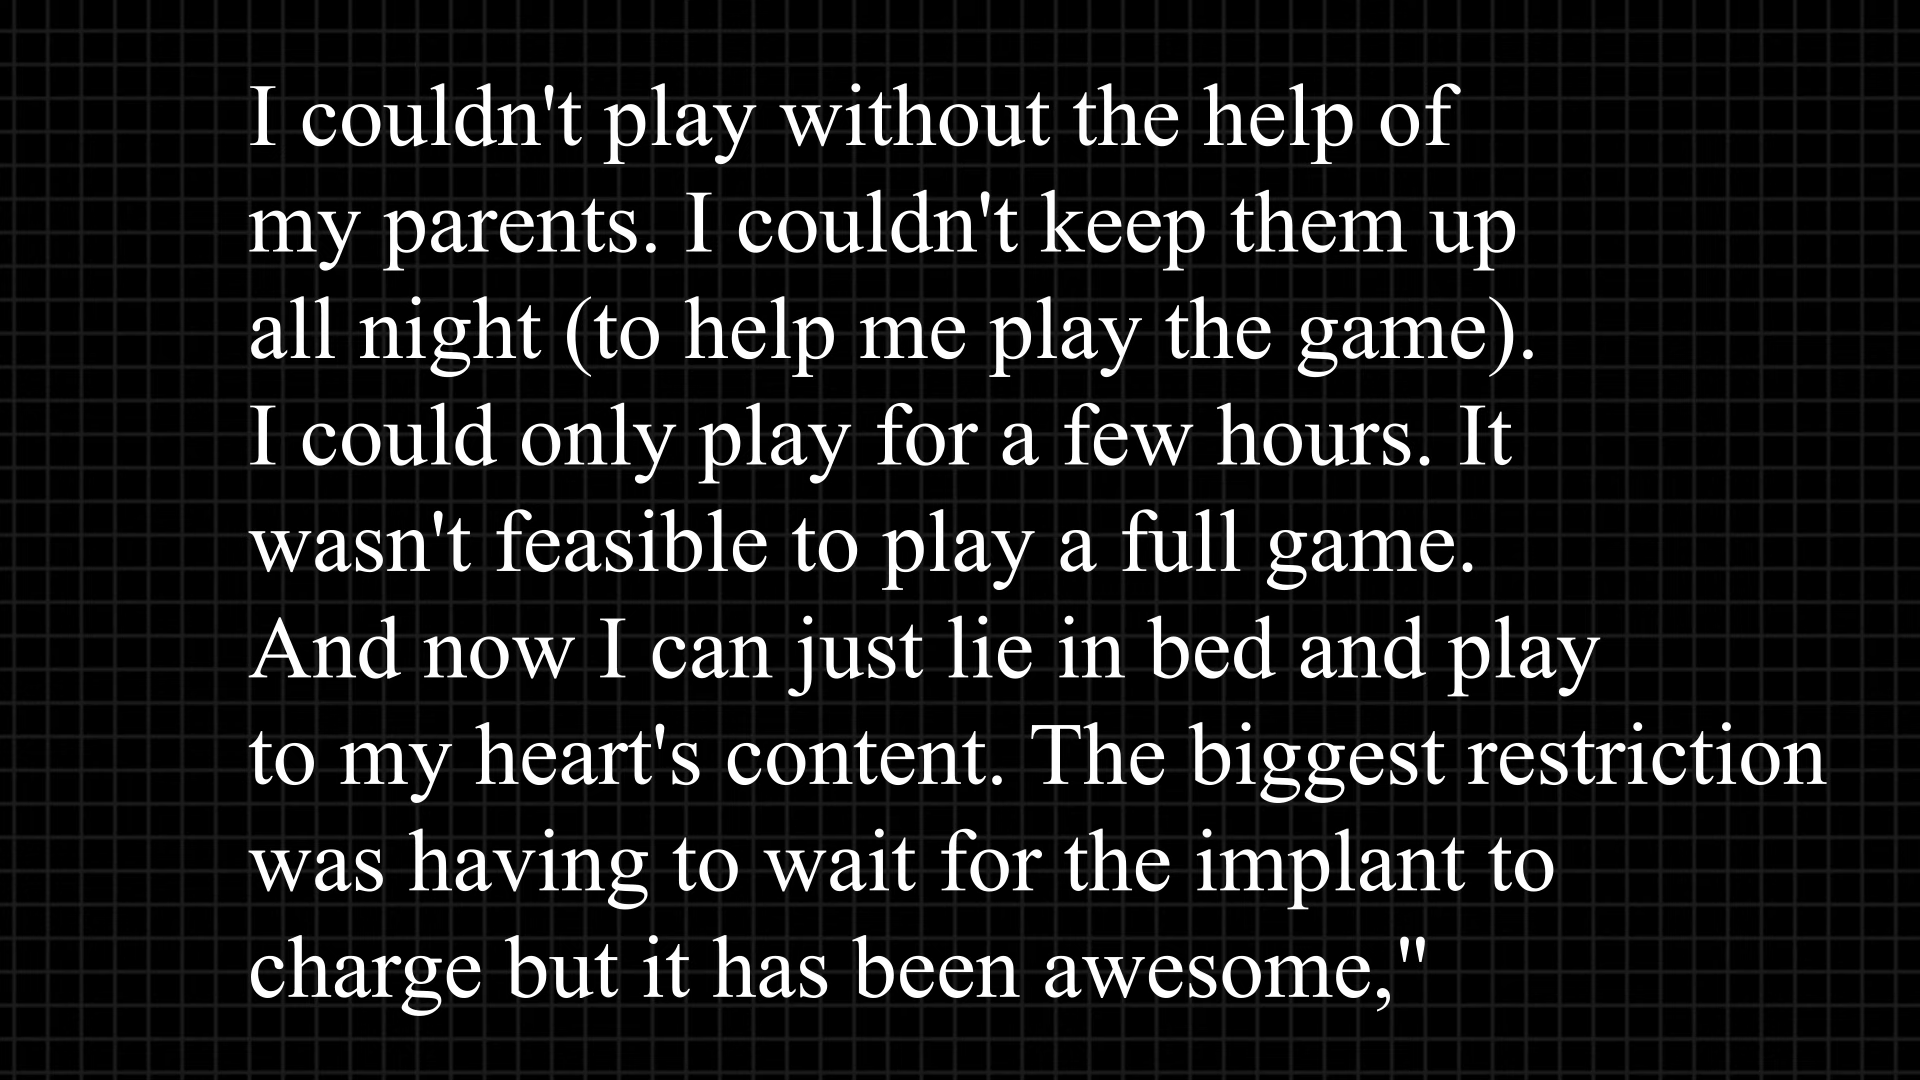 I couldn't play without the help of
my parents. I couldn't keep them up
all night (to help me play the game).
I could only play for a few hours. It
wasn't feasible to play a full game.
And now I can just lie in bed and play
to my heart's content. The biggest restriction
was having to wait for the implant to
charge but it has been awesome,"